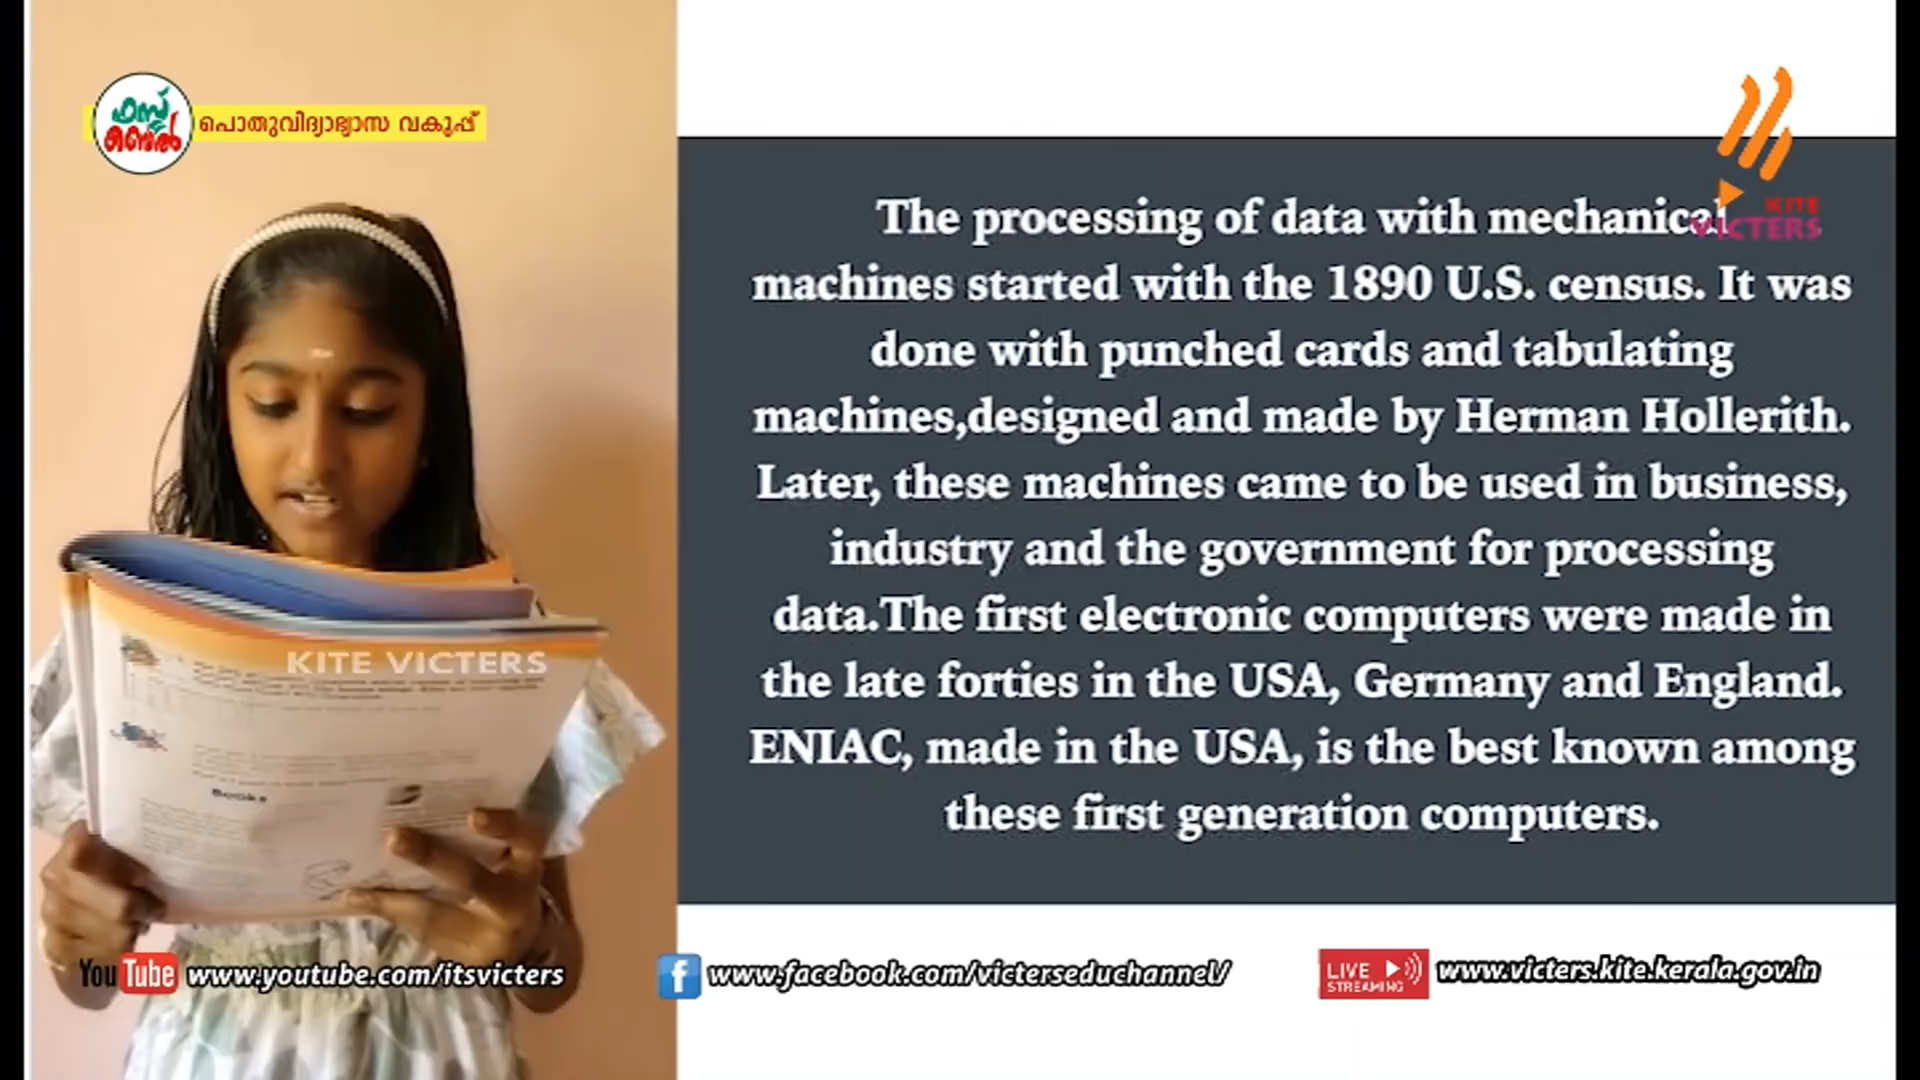 ഫസ്റ്റ്
ബെൽ
പൊതുവിദ്യാഭ്യാസ വകുപ്പ്
KITE
VICTERS
The processing of data with mechanical
machines started with the 1890 U.S. census. It was
done with punched cards and tabulating
machines,designed and made by Herman Hollerith.
Later, these machines came to be used in business,
industry and the government for processing
data.The first electronic computers were made in
the late forties in the USA, Germany and England.
ENIAC, made in the USA, is the best known among
these first generation computers.
KITE VICTERS
Books
YouTube www.youtube.com/itsvicters
f www.facebook.com/victerseduchannel/
LIVE
STREAMING
www.victers.kite.kerala.gov.in